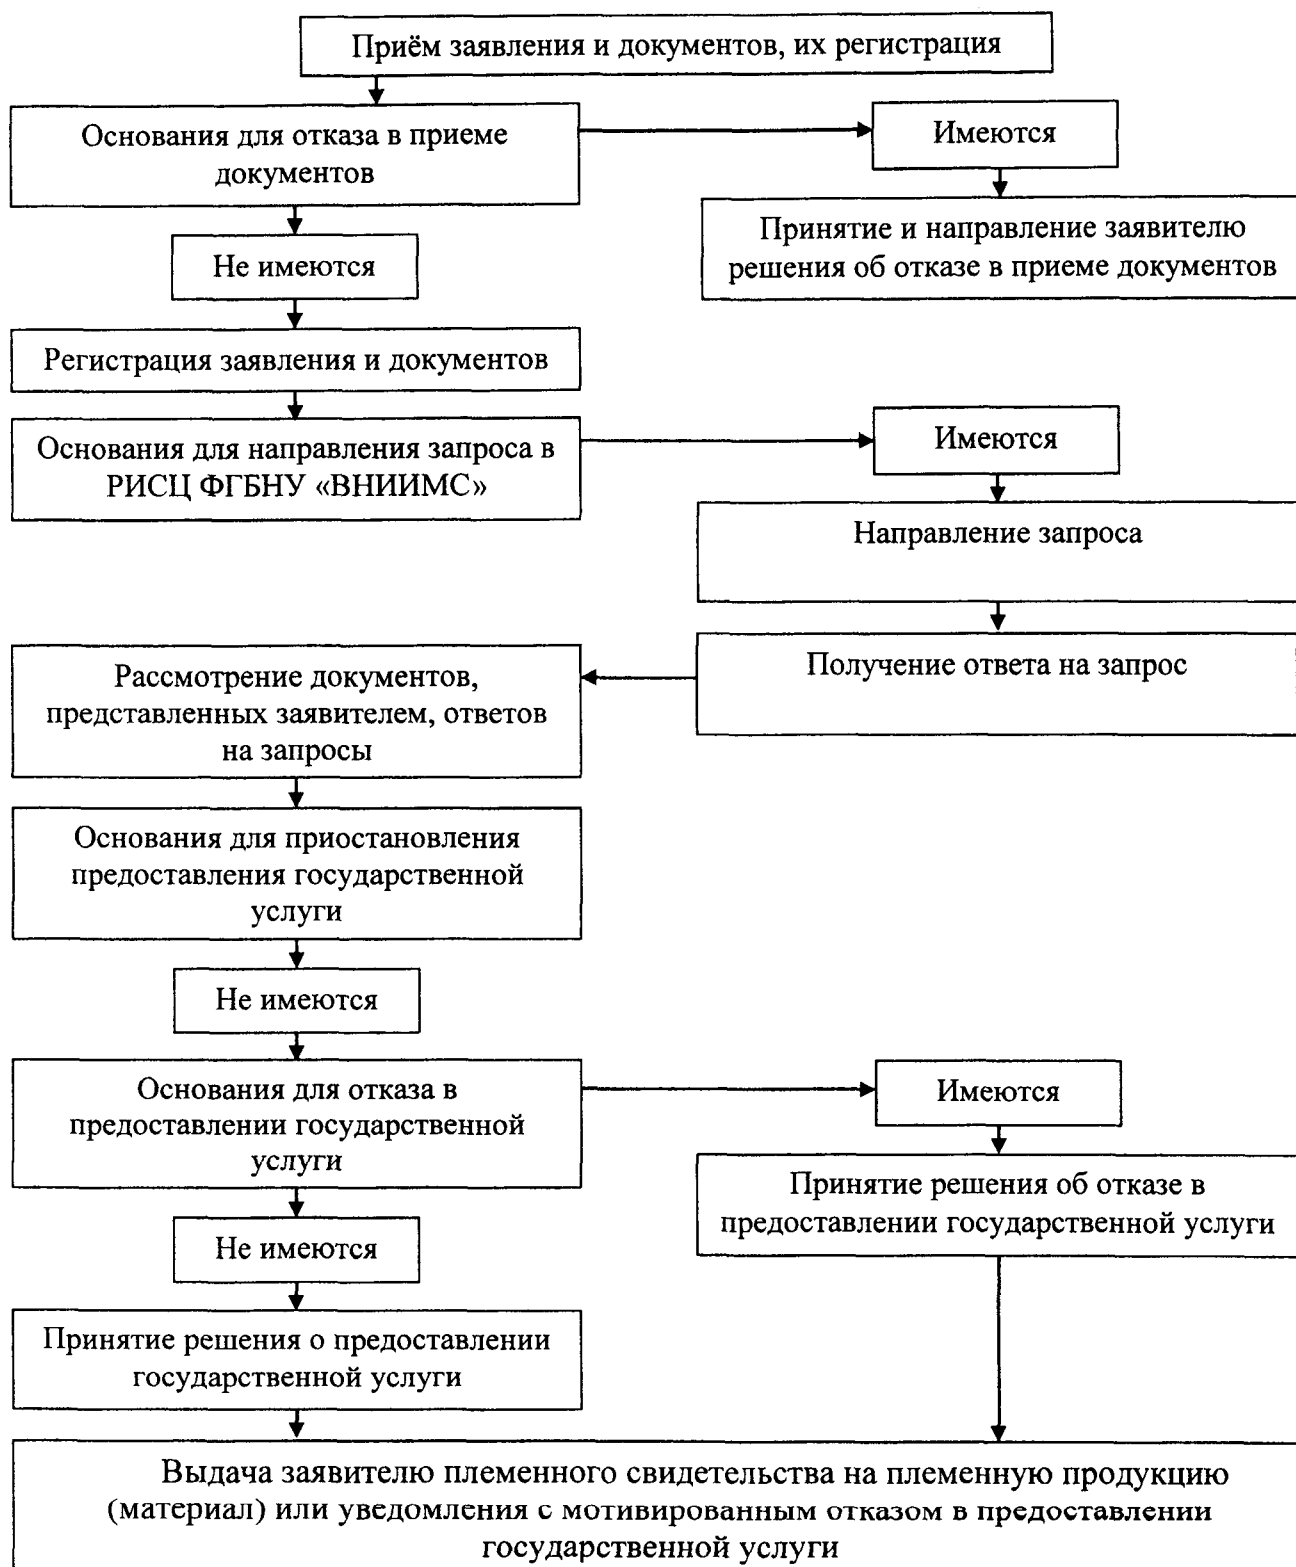 Приём заявления и документов, их регистрация
Основания для отказа в приеме
документов
Имеются
Принятие и направление заявителю
решения об отказе в приеме документов
Не имеются
Регистрация заявления и документов
Основания для направления запроса в
РИСЦ ФГБНУ «ВНИИМС»
Имеются
Направление запроса
Получение ответа на запрос
Рассмотрение документов,
представленных заявителем, ответов
на запросы
Основания для приостановления
предоставления государственной
услуги
Не имеются
Основания для отказа в
предоставлении государственной
услуги
Имеются
Принятие решения об отказе в
предоставлении государственной услуги
Не имеются
Принятие решения о предоставлении
государственной услуги
Выдача заявителю племенного свидетельства на племенную продукцию
(материал) или уведомления с мотивированным отказом в предоставлении
государственной услуги